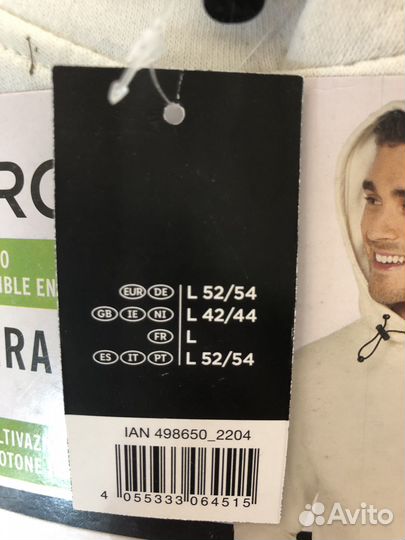 RO
O
IBLE EN
RA
LTIVAZ
OTONE
EUR DE L 52/54
GB IE NI L 42/44
FR L
ES IT PT L 52/54
IAN 498650_2204
4 055333 064515
Avito